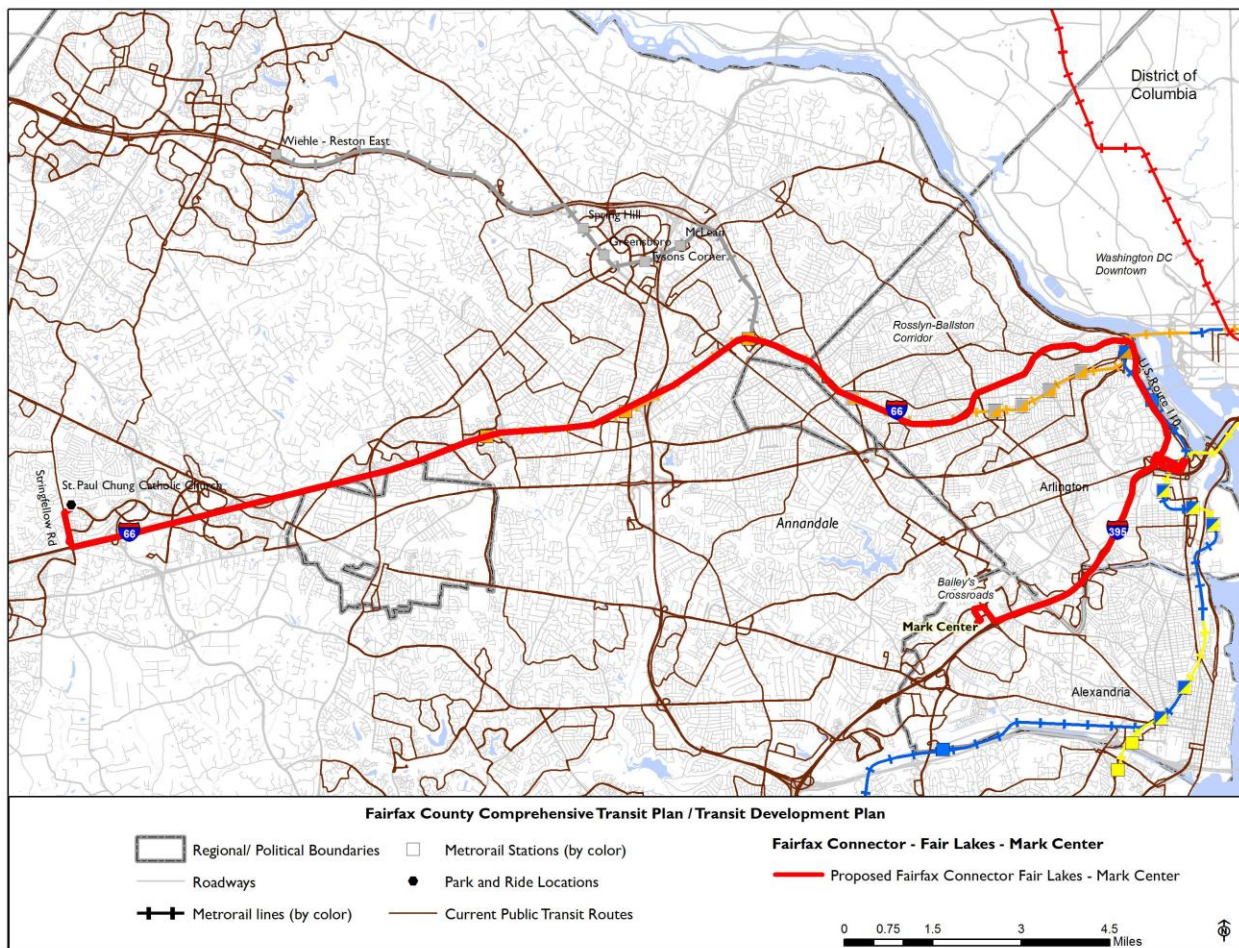 District of
Columbia
Wiehle - Reston East
Spring Hill
McLean
Greensboro
Tysons Corner
Washington DC
Downtown
Rosslyn-Ballston
Corridor
U.S. Route 110
66
Stringfellow Rd
St. Paul Chung Catholic Church
Arlington
66
Annandale
395
Bailey's
Crossroads
Mark Center
Alexandria
Fairfax County Comprehensive Transit Plan / Transit Development Plan
Regional/ Political Boundaries
Metrorail Stations (by color)
Fairfax Connector - Fair Lakes - Mark Center
Roadways
Park and Ride Locations
Proposed Fairfax Connector Fair Lakes - Mark Center
Metrorail lines (by color)
Current Public Transit Routes
0 0.75 1.5 3 4.5
Miles
N